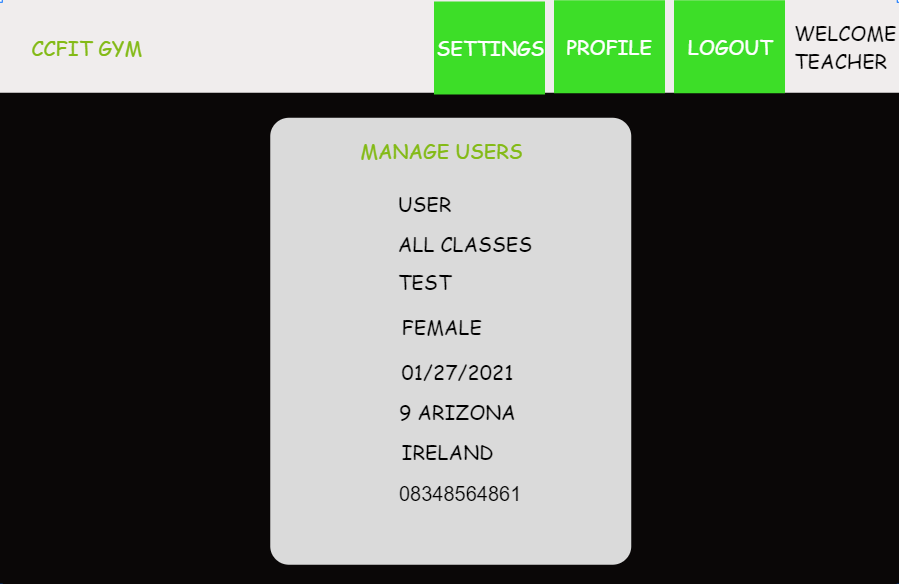 CCFIT GYM
SETTINGS
PROFILE
LOGOUT
WELCOME
TEACHER
MANAGE USERS
USER
ALL CLASSES
TEST
FEMALE
01/27/2021
9 ARIZONA
IRELAND
08348564861